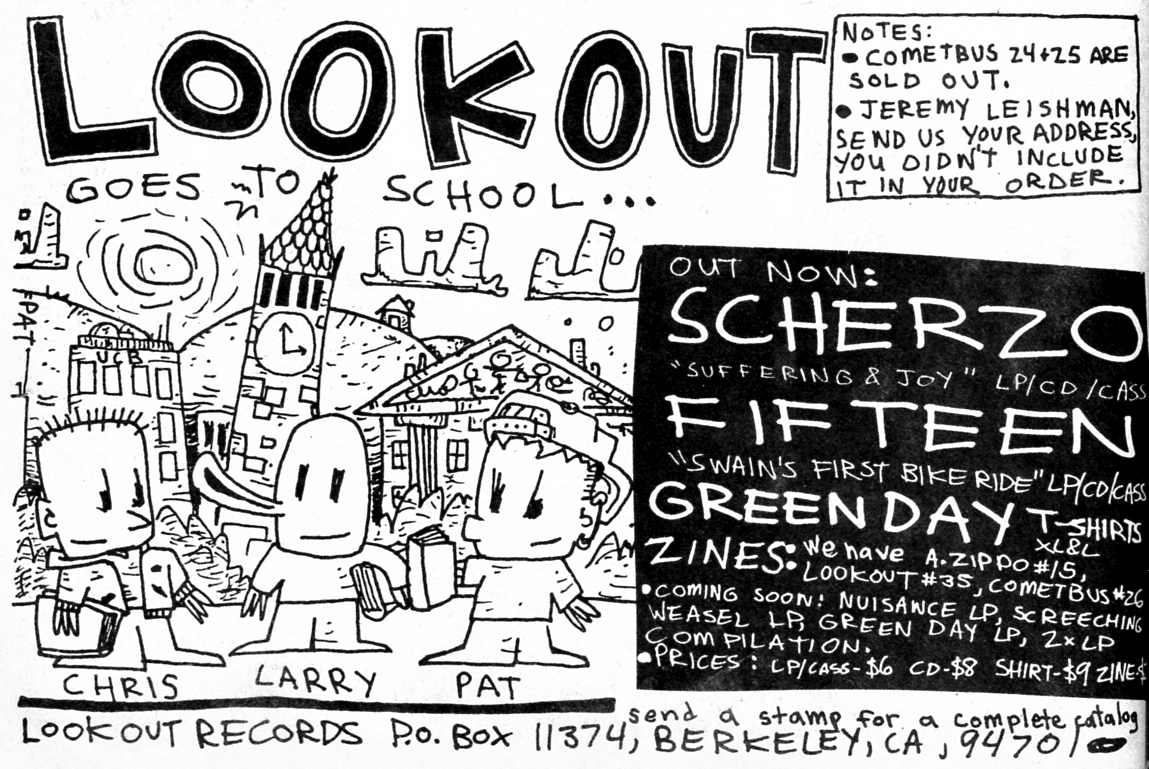 LOOKOUT
GOES TO SCHOOL...
NOTES:
• COMETBUS 24+25 ARE
SOLD OUT.
• JEREMY LEISHMAN,
SEND US YOUR ADDRESS,
YOU DIDN'T INCLUDE
IT IN YOUR ORDER.
PAT
UCB
OUT NOW:
SCHERZO
"SUFFERING & JOY" LP/CD/CASS
FIFTEEN
"SWAIN'S FIRST BIKE RIDE" LP/CD/CASS
GREEN DAY T-SHIRTS
XL&L
ZINES: We have A.ZIPPO #15,
LOOKOUT #35, COMETBUS #26
• COMING SOON! NUISANCE LP, SCREECHING
WEASEL LP, GREEN DAY LP, 2xLP
COMPILATION.
• PRICES: LP/CASS-$6 CD-$8 SHIRT-$9 ZINE-$
CHRIS LARRY PAT
send a stamp for a complete catalog
LOOKOUT RECORDS P.O. BOX 11374, BERKELEY, CA, 94701